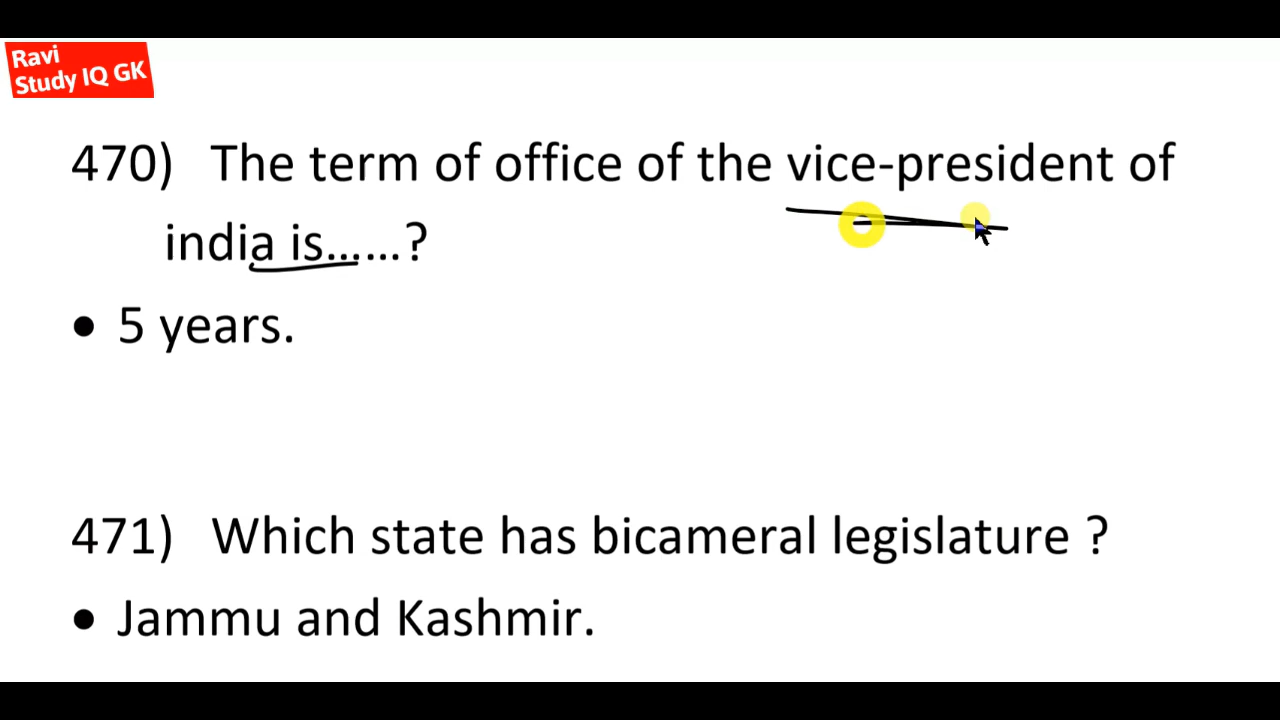 Ravi
Study IQ GK
470) The term of office of the vice-president of
india is......?
• 5 years.
471) Which state has bicameral legislature ?
• Jammu and Kashmir.